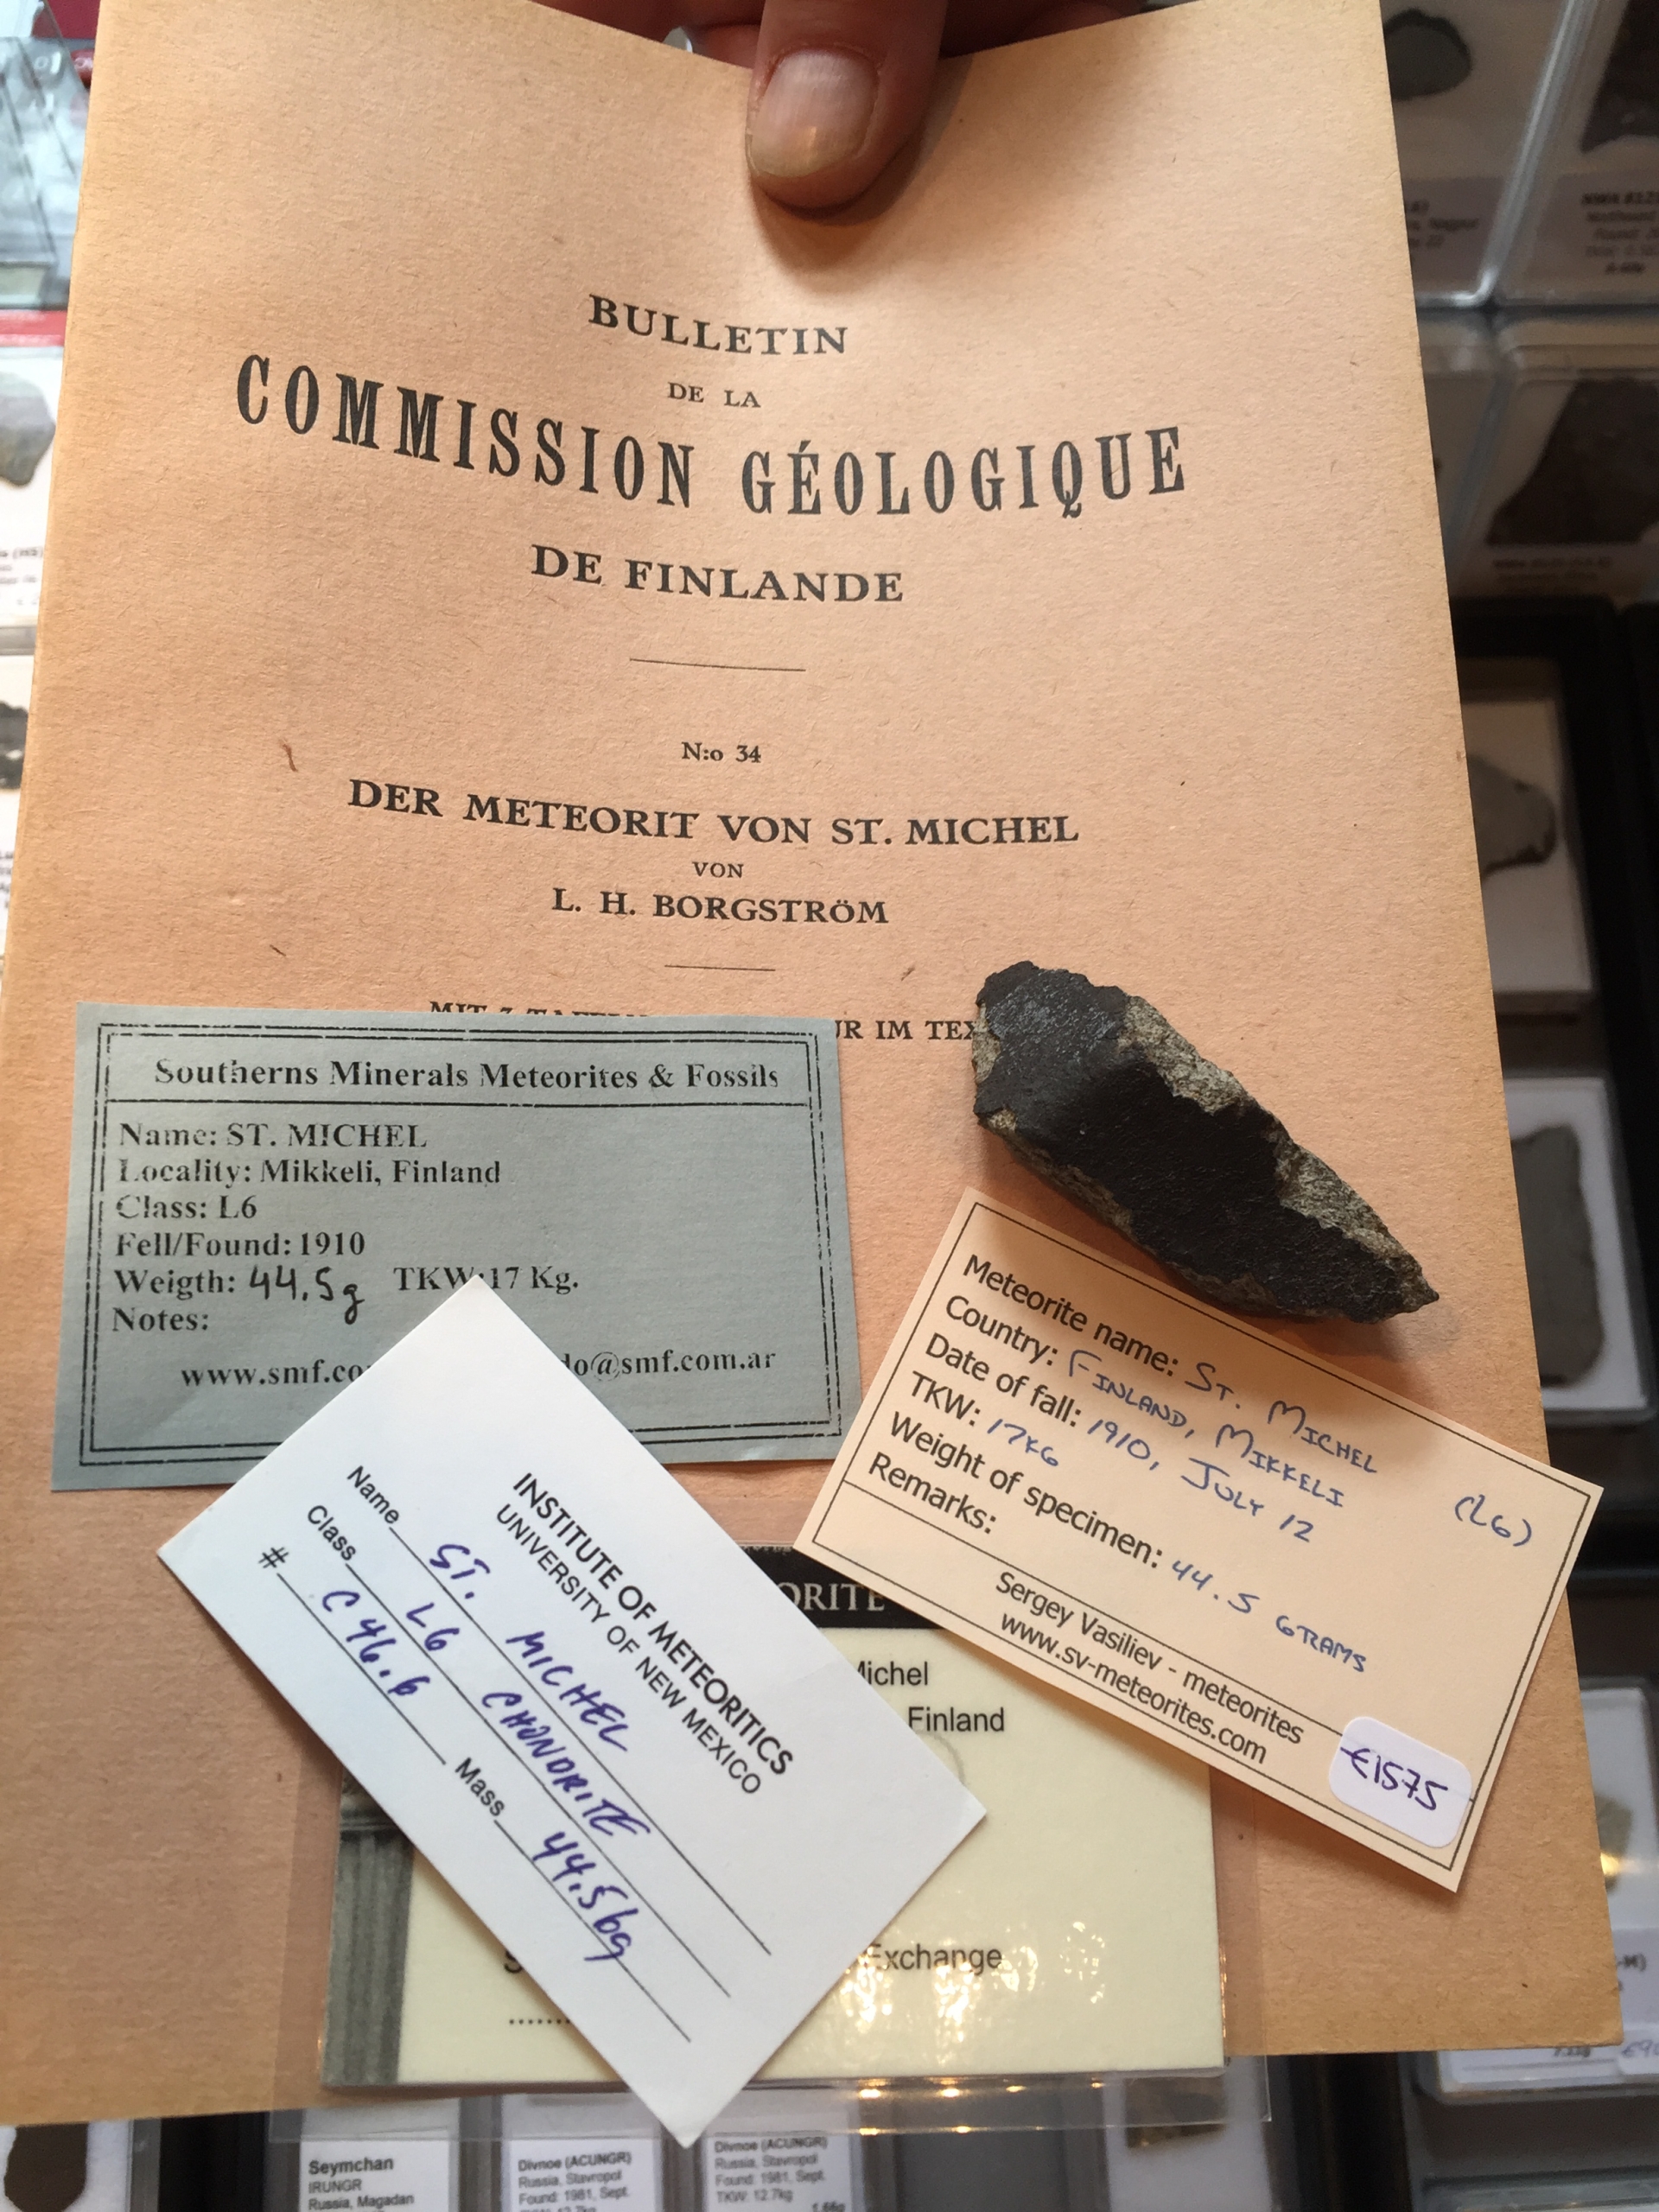 BULLETIN
DE LA
COMMISSION GÉOLOGIQUE
DE FINLANDE
N:o 34
DER METEORIT VON ST. MICHEL
VON
L. H. BORGSTRÖM
MIT IM TEX
Southerns Minerals Meteorites & Fossils
Name: ST. MICHEL
Locality: Mikkeli, Finland
Class: L6
Fell/Found: 1910
Weigth: 44.5g TKW: 17 Kg.
Notes:
www.smf.co do@smf.com.ar
Meteorite name: ST. MICHEL
Country: FINLAND, MIKKELI (L6)
Date of fall: 1910, JULY 12
TKW: 17KG
Weight of specimen: 44.5 GRAMS
Remarks:
Sergey Vasiliev - meteorites
www.sv-meteorites.com
€1575
INSTITUTE OF METEORITICS
UNIVERSITY OF NEW MEXICO
Name ST. MICHEL
Class L6 CHONDRITE
# C46.6 Mass 44.56g
ORITE
Michel
Finland
Exchange
Seymchan
IRUNGR
Russia, Magadan
Divnoe (ACUNGR)
Russia, Stavropol
Found: 1981, Sept.
Divnoe (ACUNGR)
Russia, Stavropol
Found: 1981, Sept.
TKW: 12.7kg